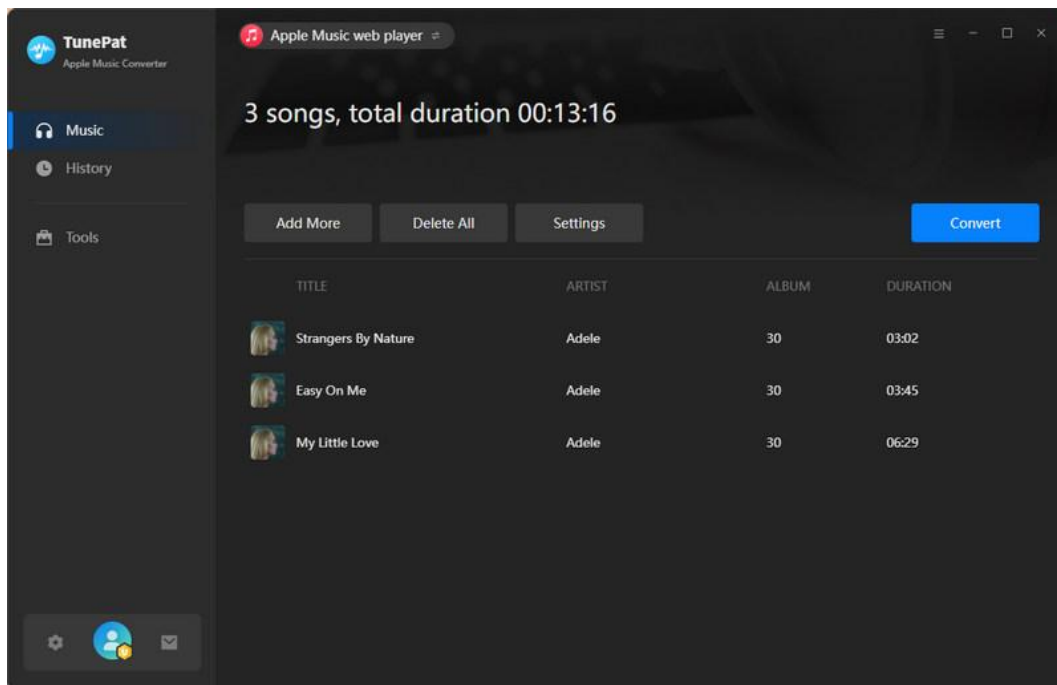 TunePat
Apple Music Converter
Music
History
Tools
Apple Music web player
3 songs, total duration 00:13:16
Add More Delete All Settings Convert
TITLE ARTIST ALBUM DURATION
Strangers By Nature Adele 30 03:02
Easy On Me Adele 30 03:45
My Little Love Adele 30 06:29